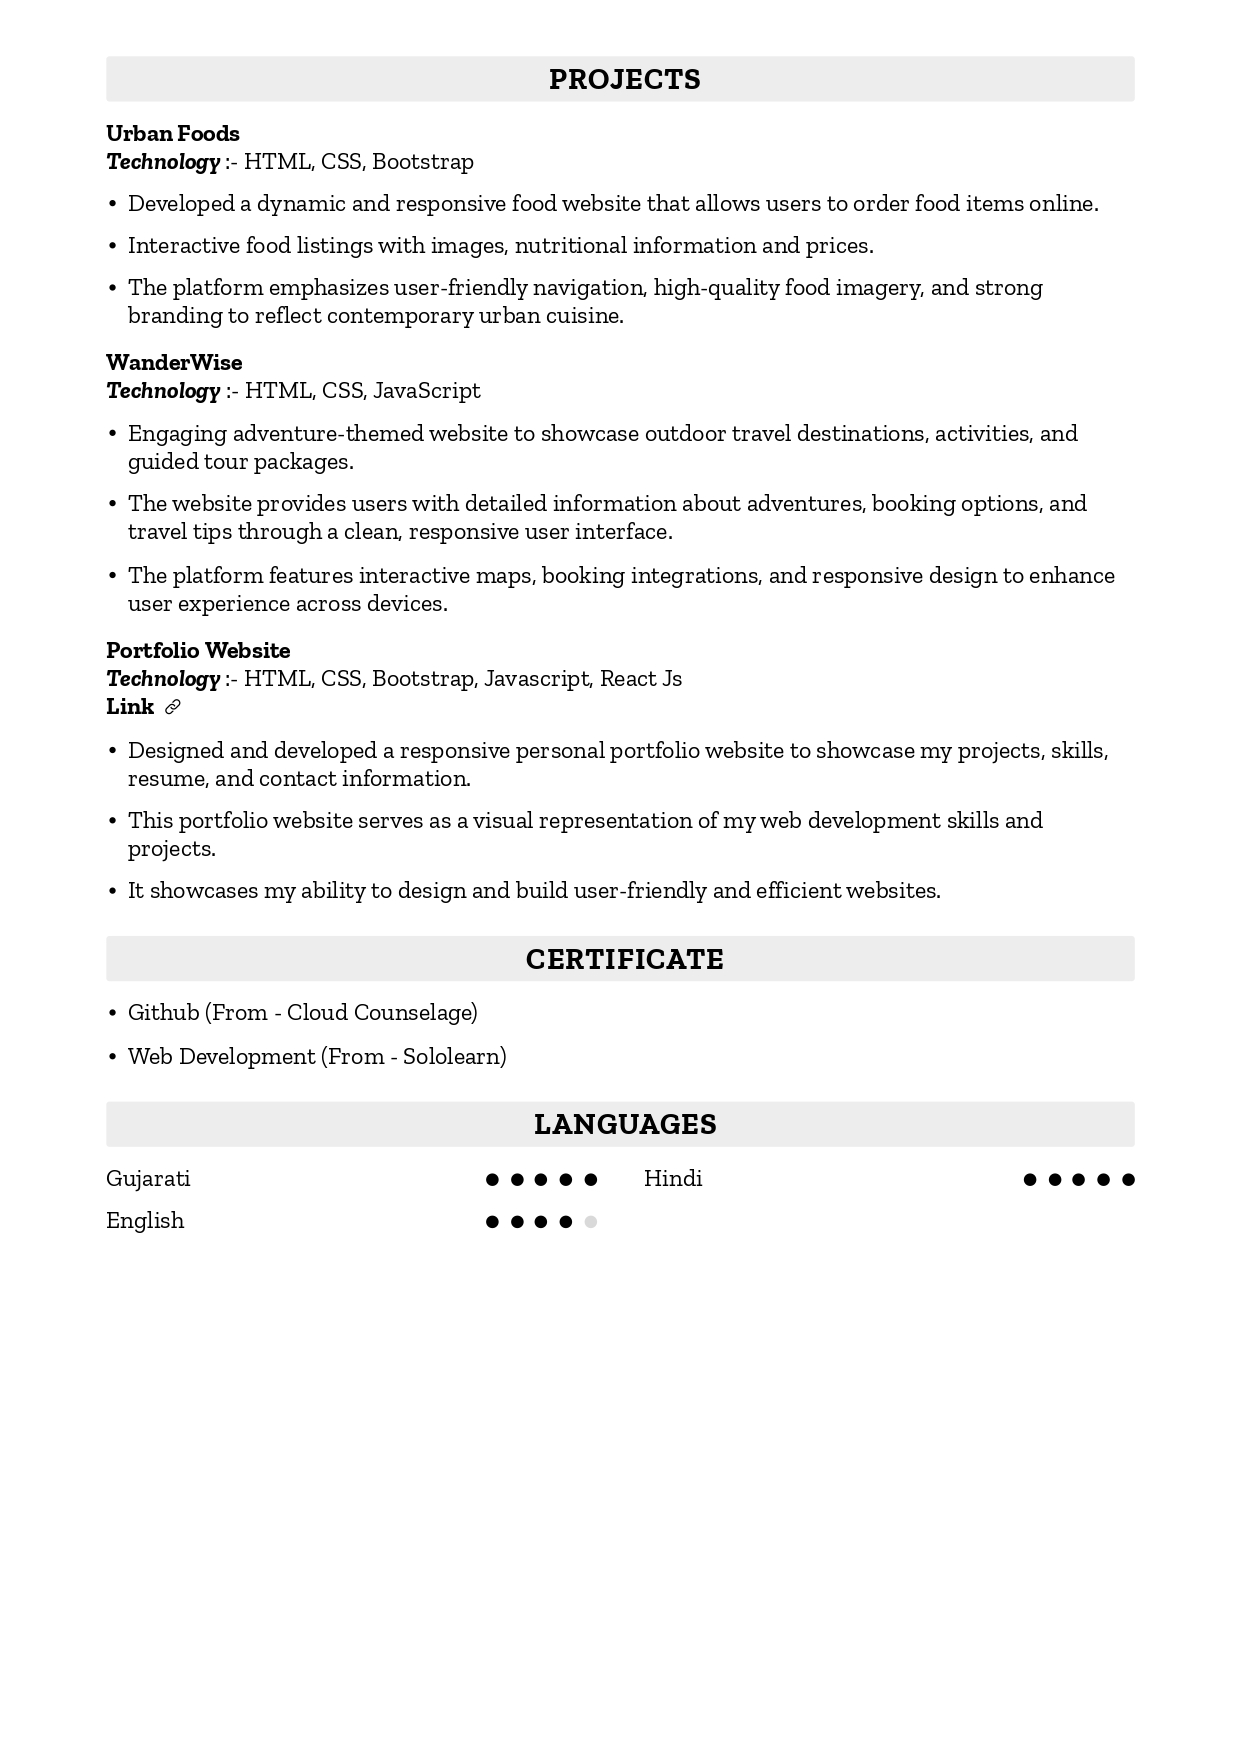 PROJECTS
Urban Foods
Technology :- HTML, CSS, Bootstrap
• Developed a dynamic and responsive food website that allows users to order food items online.
• Interactive food listings with images, nutritional information and prices.
• The platform emphasizes user-friendly navigation, high-quality food imagery, and strong
branding to reflect contemporary urban cuisine.
WanderWise
Technology :- HTML, CSS, JavaScript
• Engaging adventure-themed website to showcase outdoor travel destinations, activities, and
guided tour packages.
• The website provides users with detailed information about adventures, booking options, and
travel tips through a clean, responsive user interface.
• The platform features interactive maps, booking integrations, and responsive design to enhance
user experience across devices.
Portfolio Website
Technology :- HTML, CSS, Bootstrap, Javascript, React Js
Link
• Designed and developed a responsive personal portfolio website to showcase my projects, skills,
resume, and contact information.
• This portfolio website serves as a visual representation of my web development skills and
projects.
• It showcases my ability to design and build user-friendly and efficient websites.
CERTIFICATE
• Github (From - Cloud Counselage)
• Web Development (From - Sololearn)
LANGUAGES
Gujarati
Hindi
English